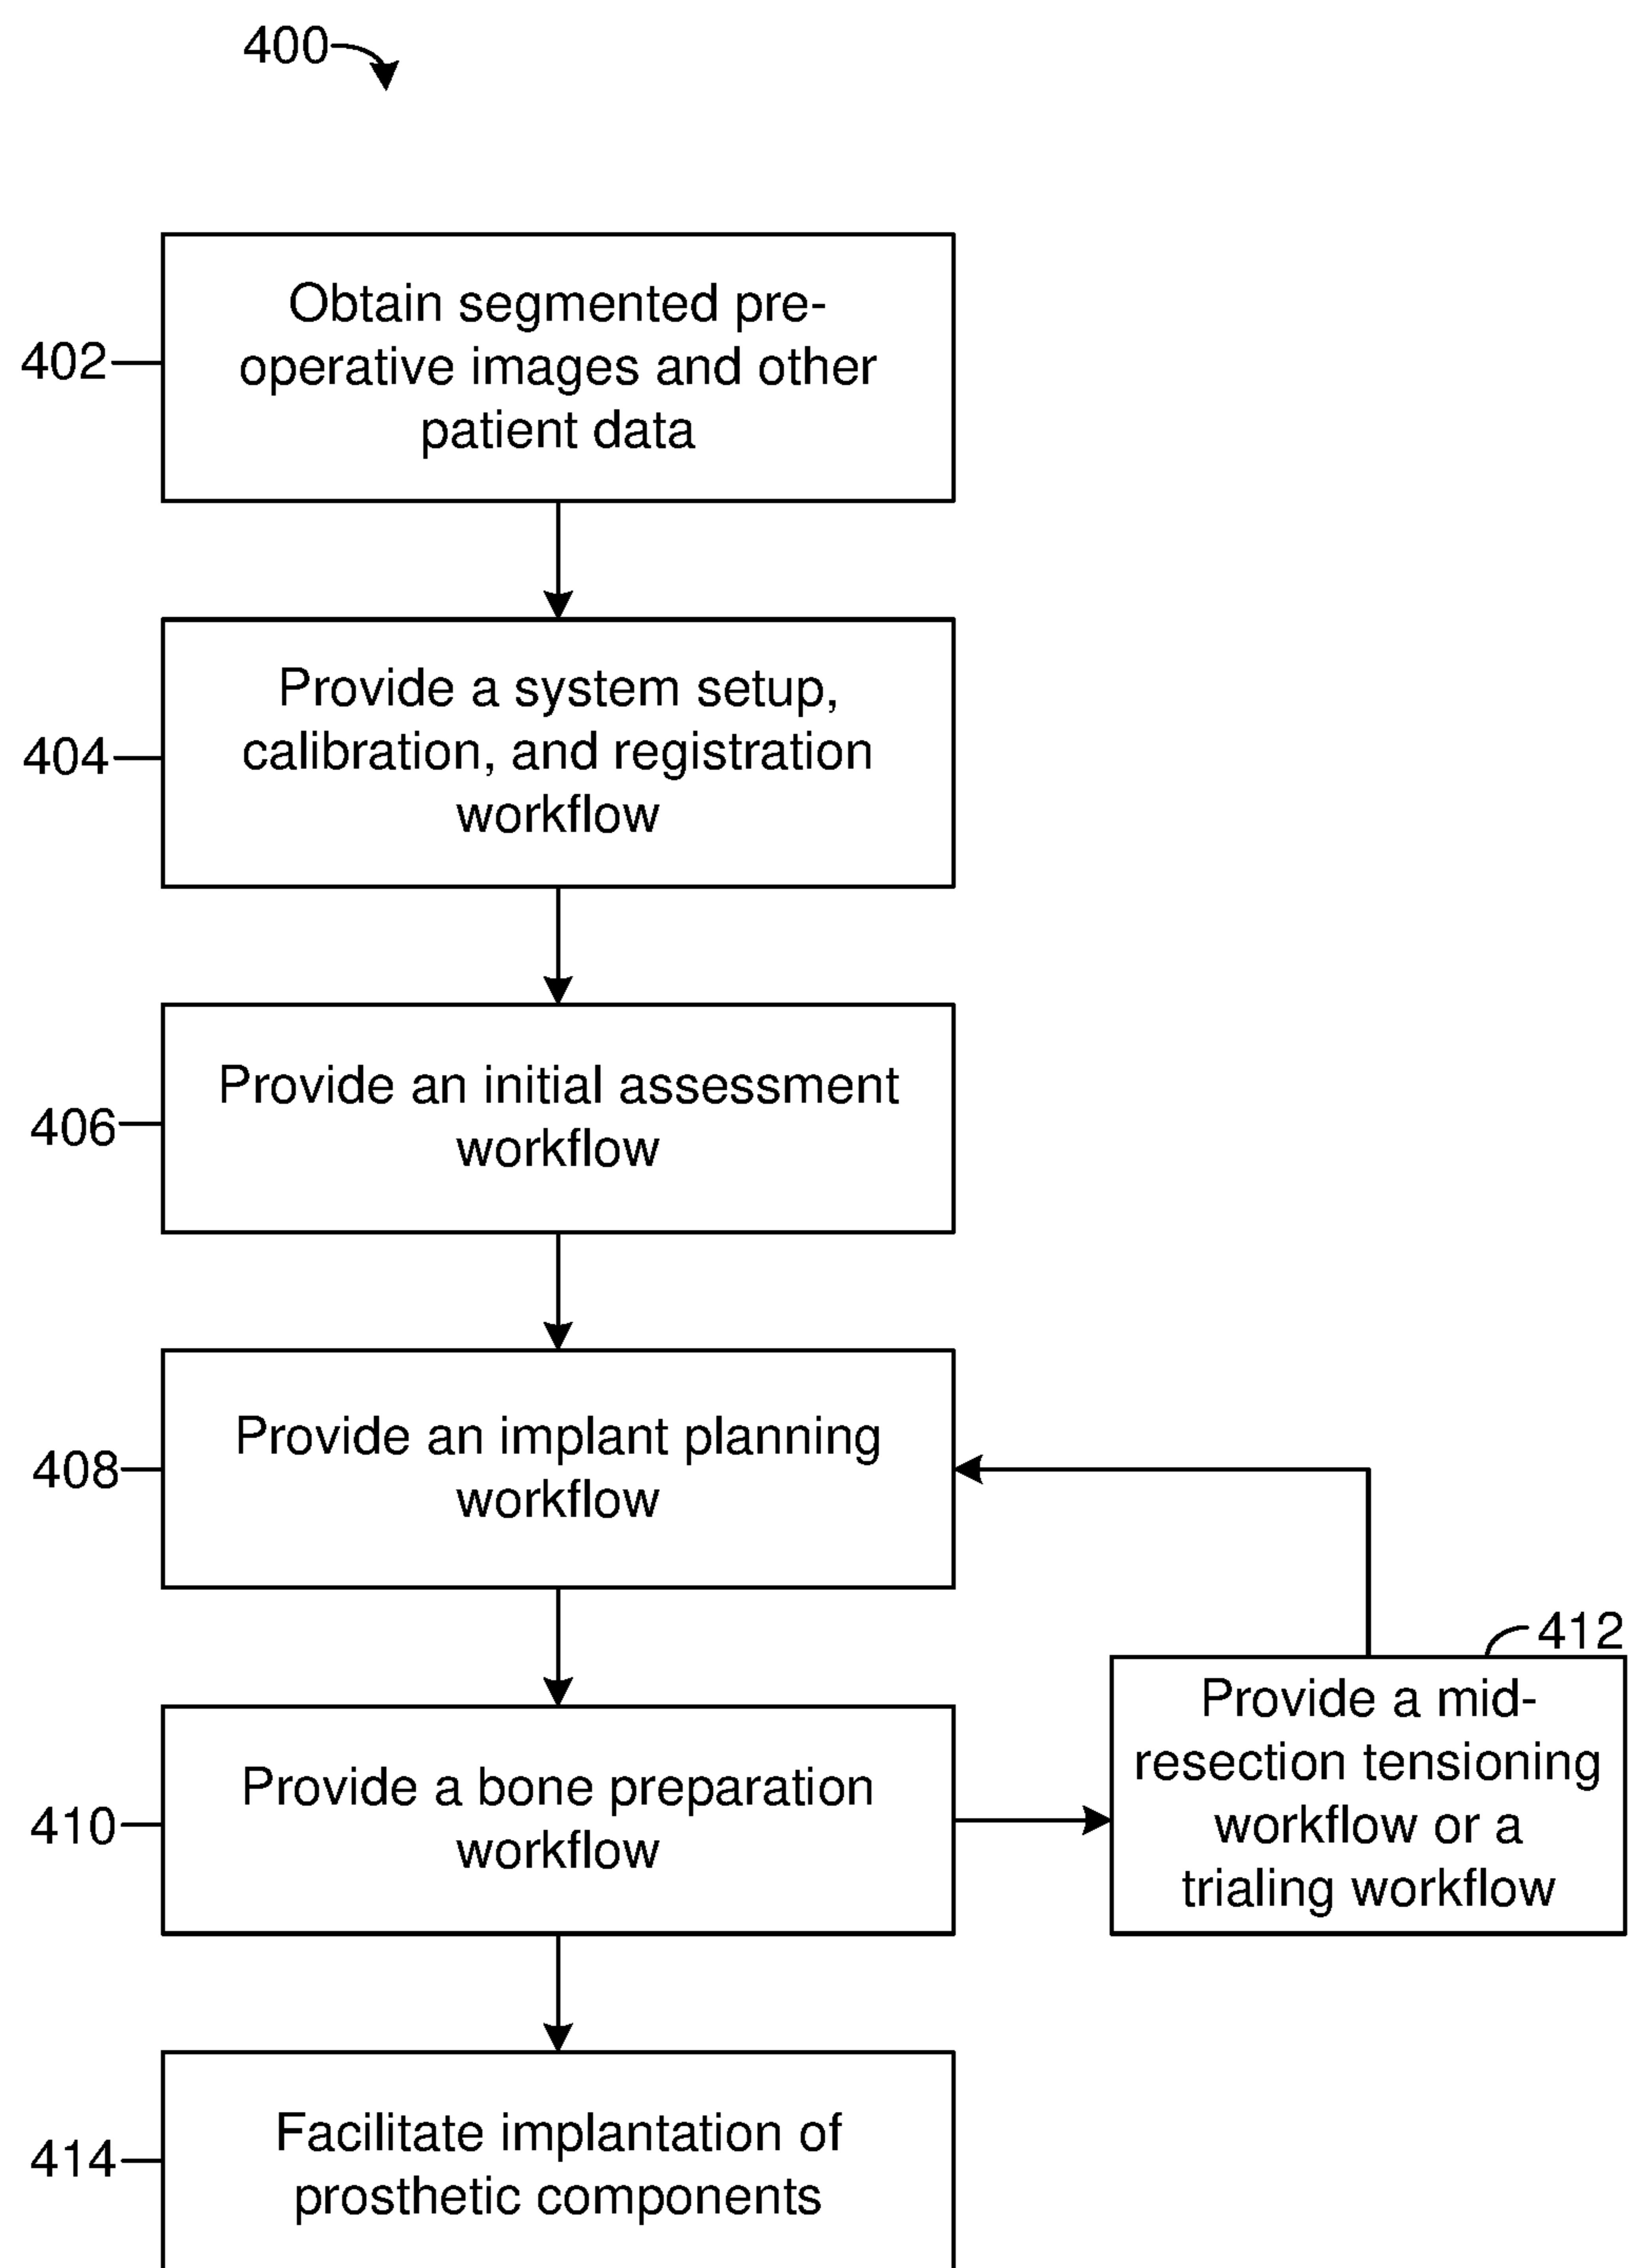 400
402
Obtain segmented pre-
operative images and other
patient data
404
Provide a system setup,
calibration, and registration
workflow
406
Provide an initial assessment
workflow
408
Provide an implant planning
workflow
410
Provide a bone preparation
workflow
412
Provide a mid-
resection tensioning
workflow or a
trialing workflow
414
Facilitate implantation of
prosthetic components